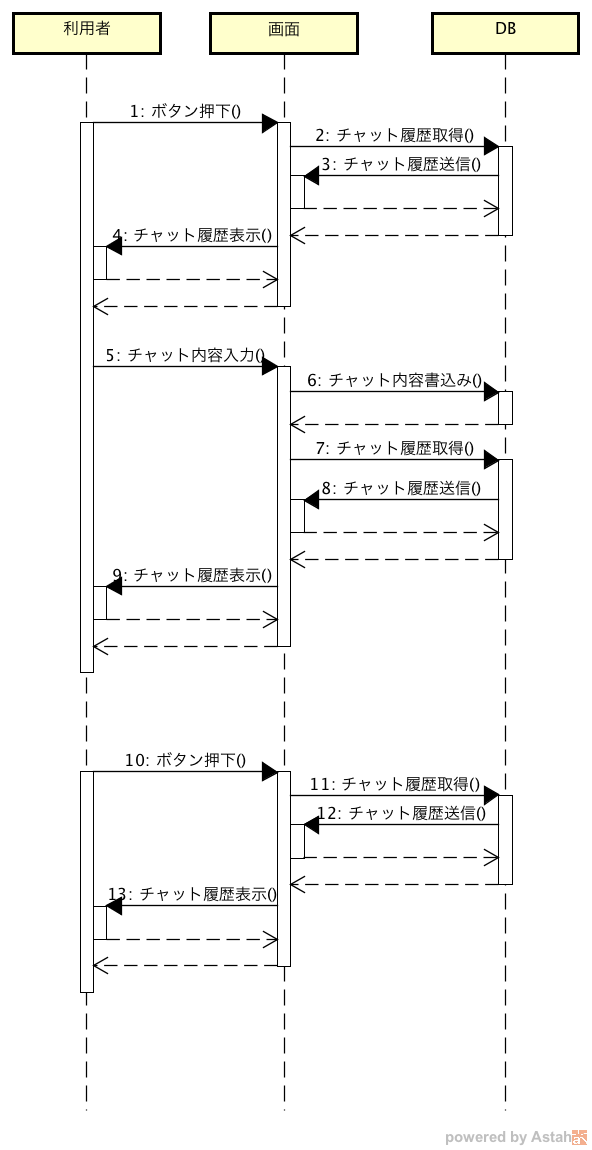 利用者
画面
DB
1: ボタン押下()
2: チャット履歴取得()
3: チャット履歴送信()
4: チャット履歴表示()
5: チャット内容入力()
6: チャット内容書込み()
7: チャット履歴取得()
8: チャット履歴送信()
9: チャット履歴表示()
10: ボタン押下()
11: チャット履歴取得()
12: チャット履歴送信()
13: チャット履歴表示()
powered by Astah